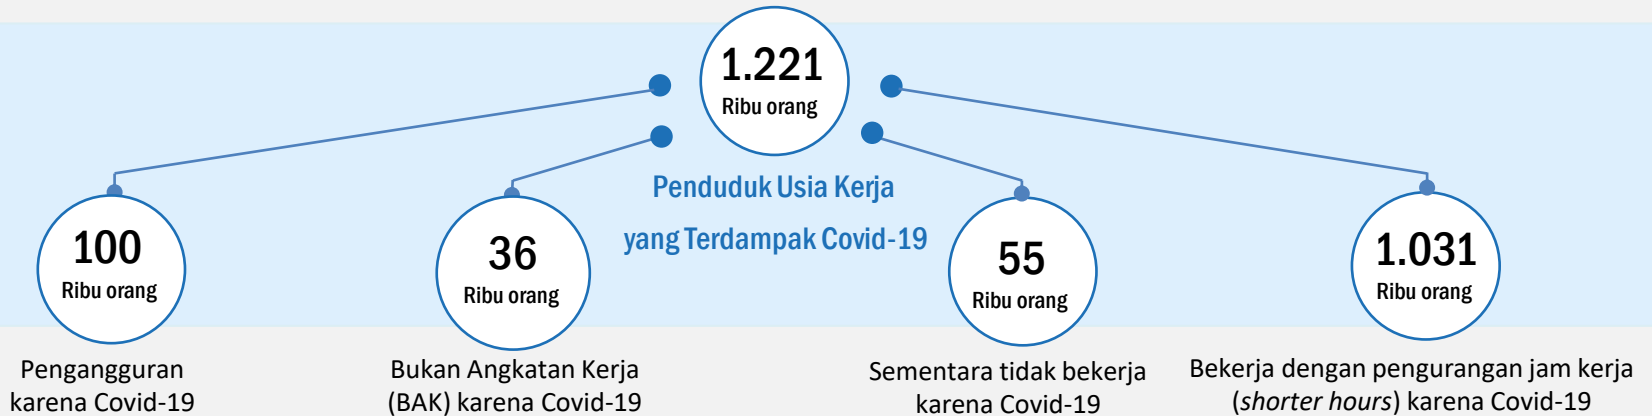 1.221
Ribu orang
Penduduk Usia Kerja
yang Terdampak Covid-19
100
Ribu orang
Pengangguran
karena Covid-19
36
Ribu orang
Bukan Angkatan Kerja
(BAK) karena Covid-19
55
Ribu orang
Sementara tidak bekerja
karena Covid-19
1.031
Ribu orang
Bekerja dengan pengurangan jam kerja
(shorter hours) karena Covid-19